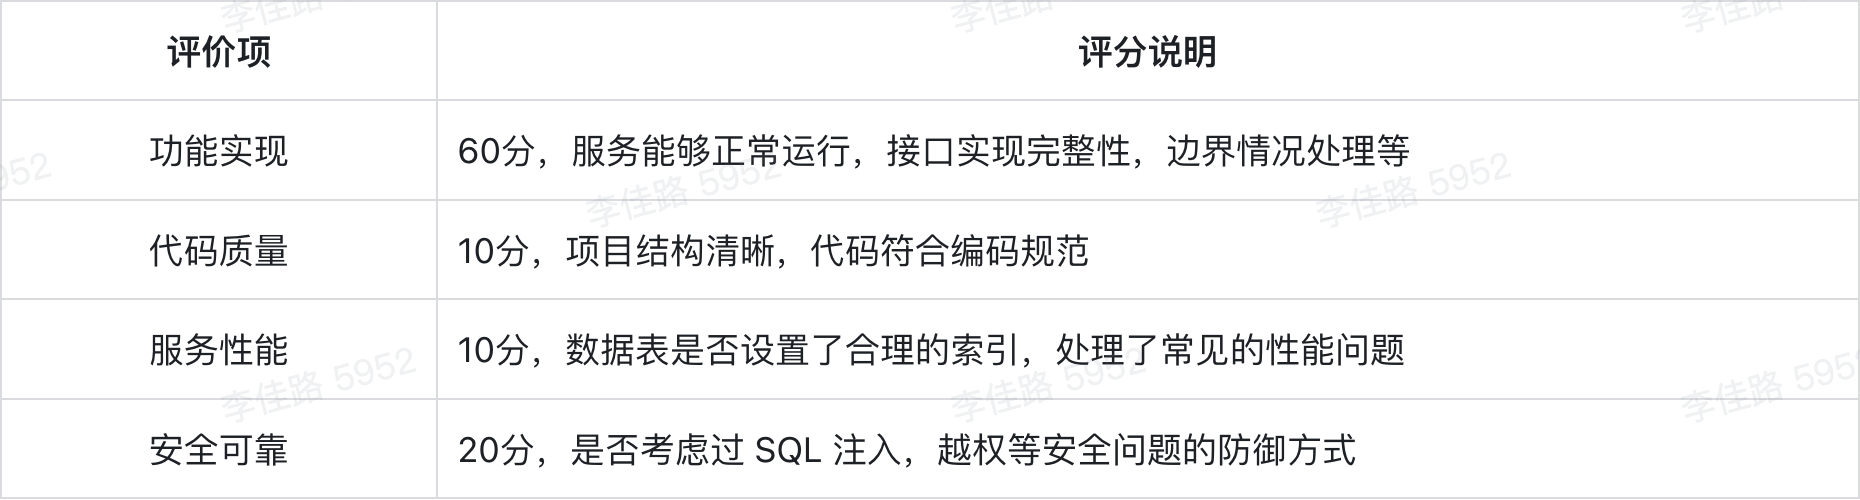 评价项 评分说明
功能实现 60分，服务能够正常运行，接口实现完整性，边界情况处理等
代码质量 10分，项目结构清晰，代码符合编码规范
服务性能 10分，数据表是否设置了合理的索引，处理了常见的性能问题
安全可靠 20分，是否考虑过 SQL 注入，越权等安全问题的防御方式
李佳路
李佳路
李佳路
5952
李佳路 5952
李佳路 5952
李佳路 5952
李佳路 5952
李佳路 595